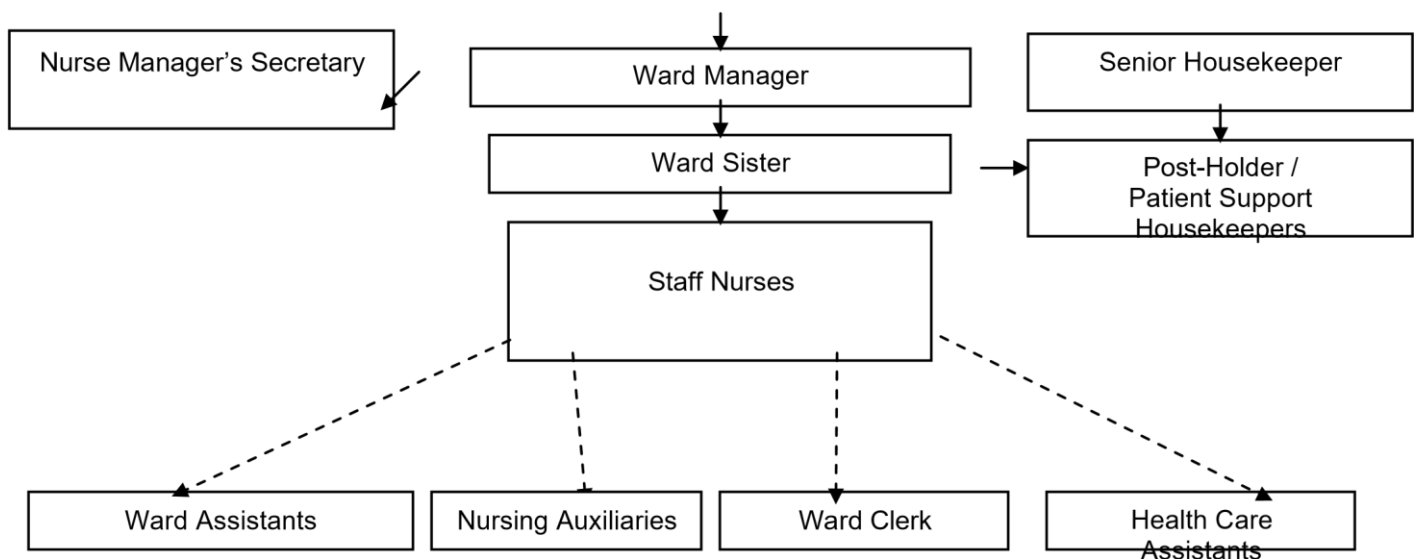 Nurse Manager’s Secretary
Ward Manager
Senior Housekeeper
Ward Sister
Post-Holder /
Patient Support
Housekeepers
Staff Nurses
Ward Assistants
Nursing Auxiliaries
Ward Clerk
Health Care
Assistants